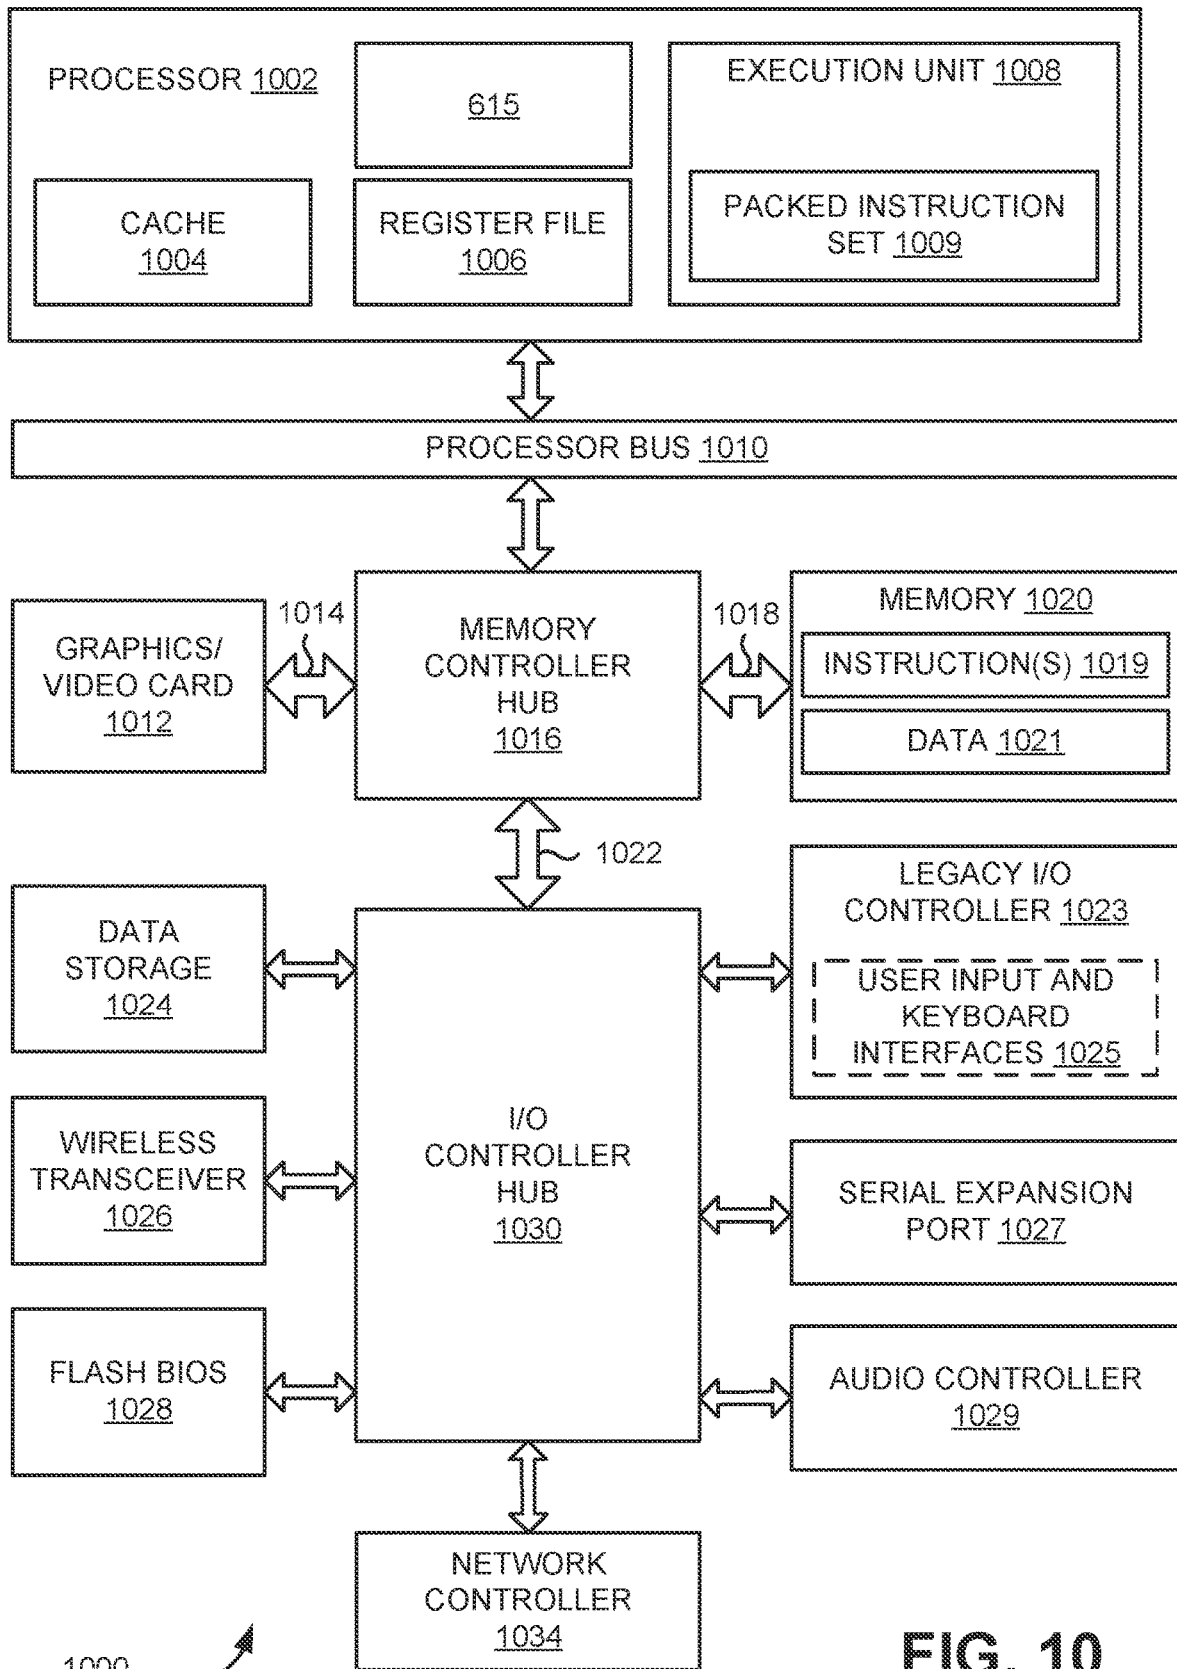 PROCESSOR 1002
615
EXECUTION UNIT 1008
CACHE
1004
REGISTER FILE
1006
PACKED INSTRUCTION
SET 1009
PROCESSOR BUS 1010
GRAPHICS/
VIDEO CARD
1012
1014
MEMORY
CONTROLLER
HUB
1016
1018
MEMORY 1020
INSTRUCTION(S) 1019
DATA 1021
1022
DATA
STORAGE
1024
LEGACY I/O
CONTROLLER 1023
USER INPUT AND
KEYBOARD
INTERFACES 1025
WIRELESS
TRANSCEIVER
1026
I/O
CONTROLLER
HUB
1030
SERIAL EXPANSION
PORT 1027
FLASH BIOS
1028
AUDIO CONTROLLER
1029
NETWORK
CONTROLLER
1034
1000
FIG. 10